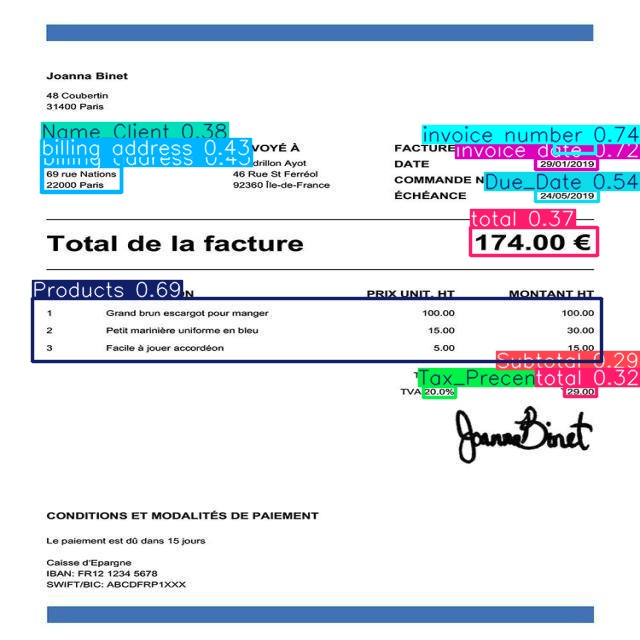 Joanna Binet
48 Coubertin
31400 Paris
Name_Client 0.38
billing address 0.43
billing address 0.43
VOYÉ À
drillon Ayot
69 rue Nations
46 Rue St Ferréol
22000 Paris
92360 Île-de-France
invoice number 0.74
FACTURE
invoice date 0.72
DATE
29/01/2019
COMMANDE N
Due_Date 0.54
ÉCHÉANCE
24/05/2019
total 0.37
Total de la facture
174.00 €
Products 0.69
PRIX UNIT. HT
MONTANT HT
1 Grand brun escargot pour manger 100.00 100.00
2 Petit marinière uniforme en bleu 15.00 30.00
3 Facile à jouer accordéon 5.00 15.00
Subtotal 0.29
Tax_Precen
total 0.32
TVA 20.0% 29.00
Joanna Binet
CONDITIONS ET MODALITÉS DE PAIEMENT
Le paiement est dû dans 15 jours
Caisse d'Epargne
IBAN: FR12 1234 5678
SWIFT/BIC: ABCDFRP1XXX